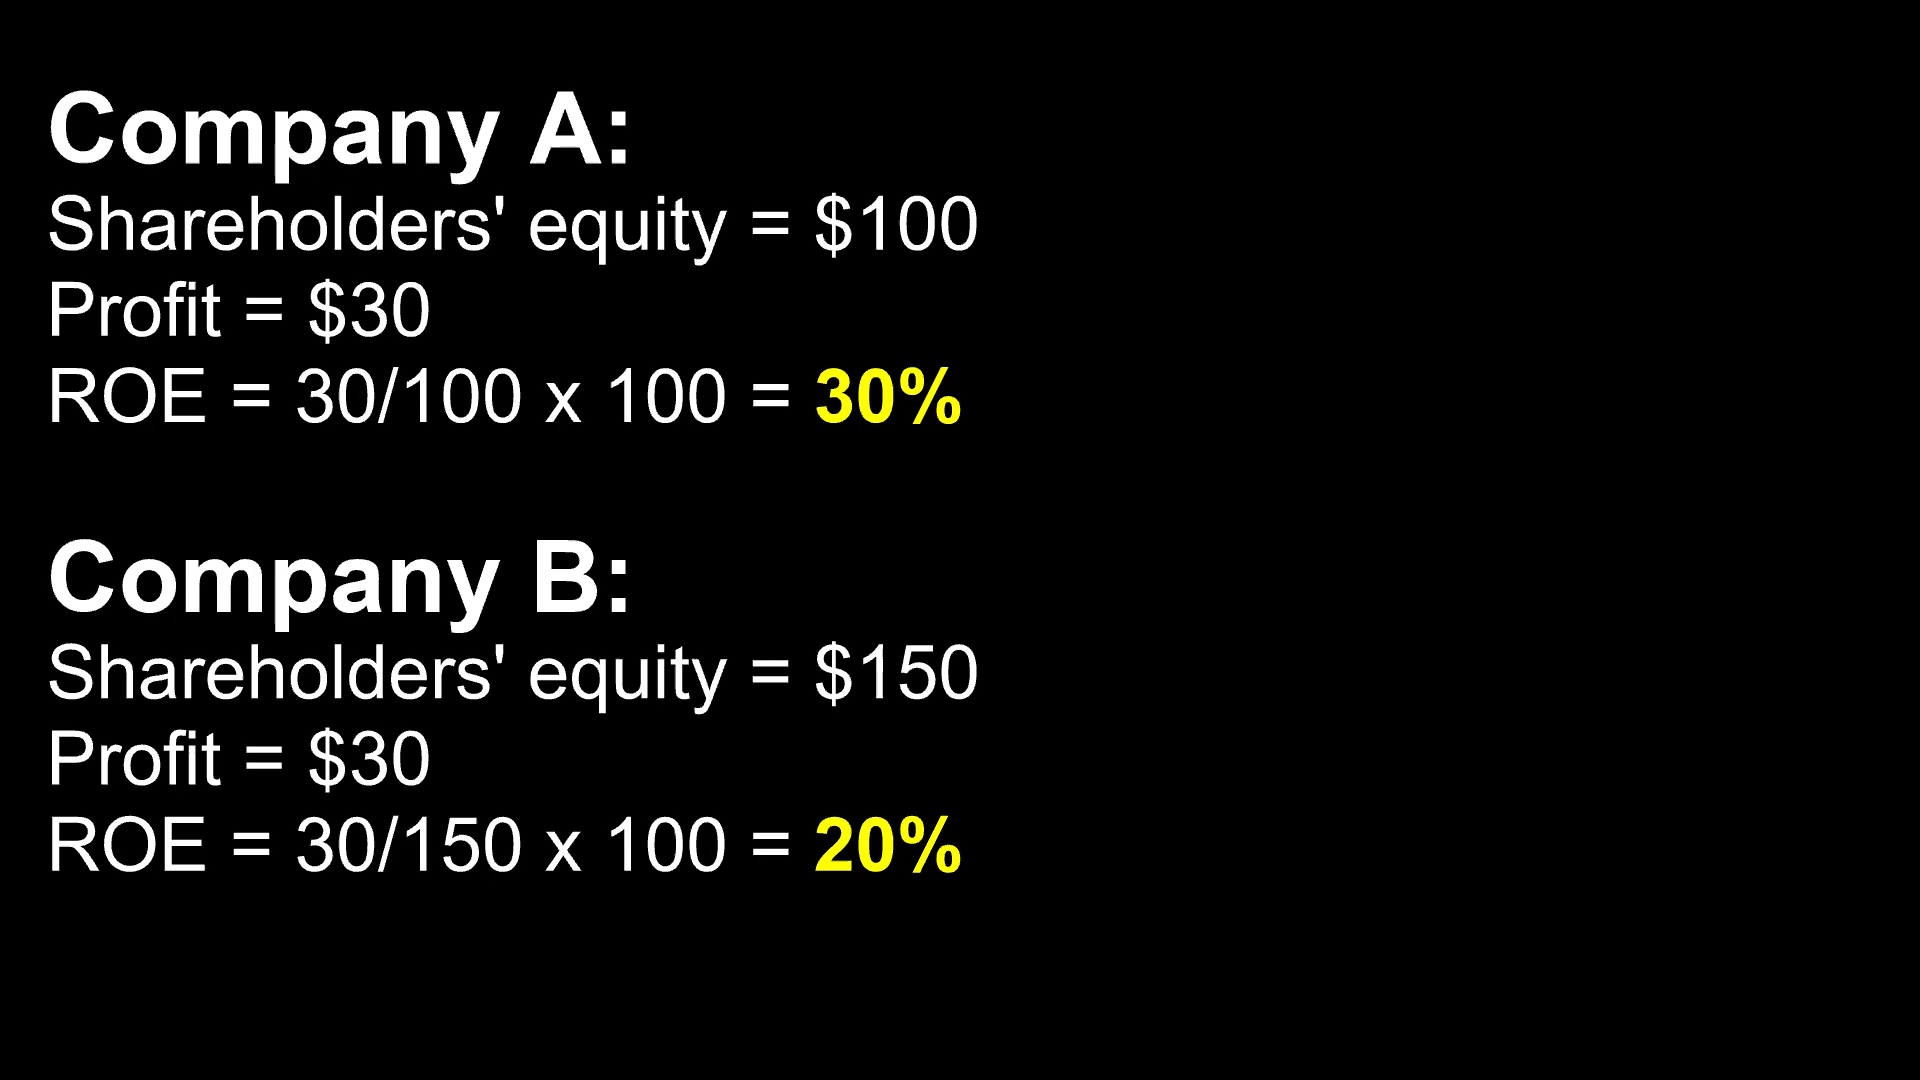 Company A:
Shareholders' equity = $100
Profit = $30
ROE = 30/100 x 100 = 30%
Company B:
Shareholders' equity = $150
Profit = $30
ROE = 30/150 x 100 = 20%